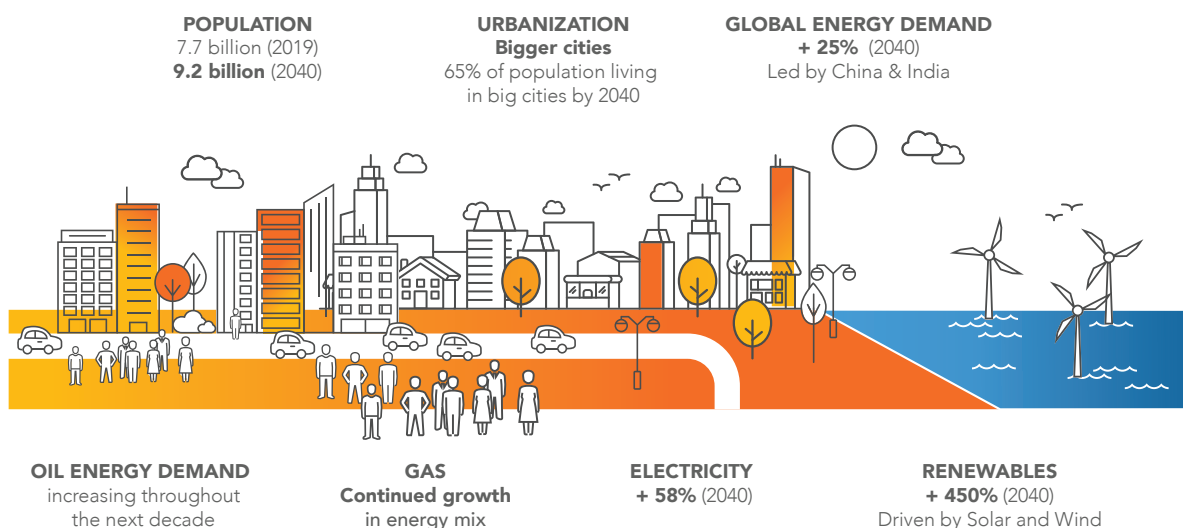 POPULATION
7.7 billion (2019)
9.2 billion (2040)
URBANIZATION
Bigger cities
65% of population living
in big cities by 2040
GLOBAL ENERGY DEMAND
+ 25% (2040)
Led by China & India
OIL ENERGY DEMAND
increasing throughout
the next decade
GAS
Continued growth
in energy mix
ELECTRICITY
+ 58% (2040)
RENEWABLES
+ 450% (2040)
Driven by Solar and Wind